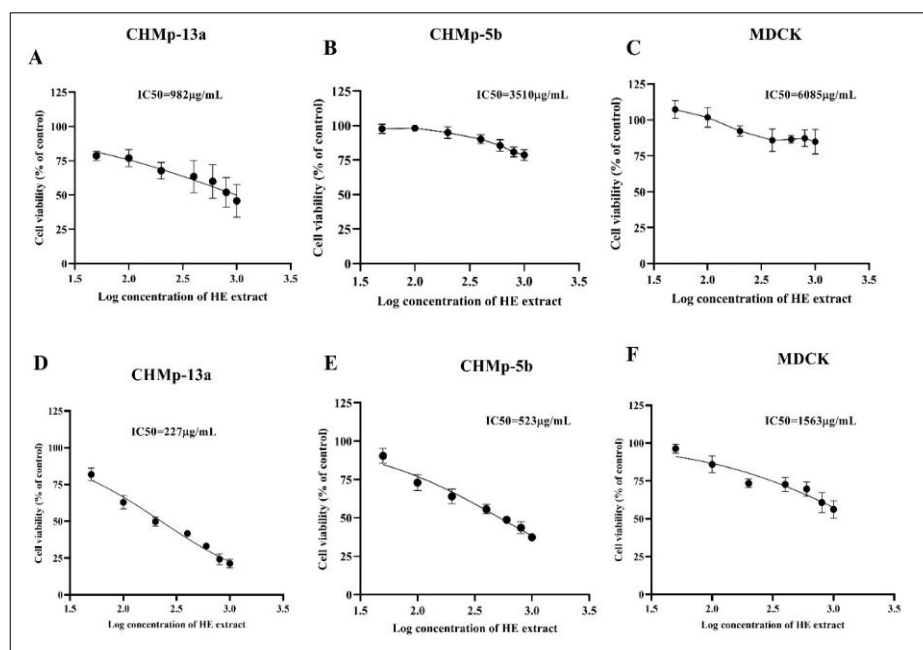 CHMp-13a
CHMp-5b
MDCK
A
B
C
IC50=982µg/mL
IC50=3510µg/mL
IC50=6085µg/mL
Cell viability (% of control)
125
100
75
50
25
0
1.5
2.0
2.5
3.0
3.5
Log concentration of HE extract
Cell viability (% of control)
125
100
75
50
25
0
1.5
2.0
2.5
3.0
3.5
Log concentration of HE extract
Cell viability (% of control)
125
100
75
50
25
0
1.5
2.0
2.5
3.0
3.5
Log concentration of HE extract
D
E
F
CHMp-13a
CHMp-5b
MDCK
IC50=227µg/mL
IC50=523µg/mL
IC50=1563µg/mL
Cell viability (% of control)
125
100
75
50
25
0
1.5
2.0
2.5
3.0
3.5
Log concentration of HE extract
Cell viability (% of control)
125
100
75
50
25
0
1.5
2.0
2.5
3.0
3.5
Log concentration of HE extract
Cell viability (% of control)
125
100
75
50
25
0
1.5
2.0
2.5
3.0
3.5
Log concentration of HE extract